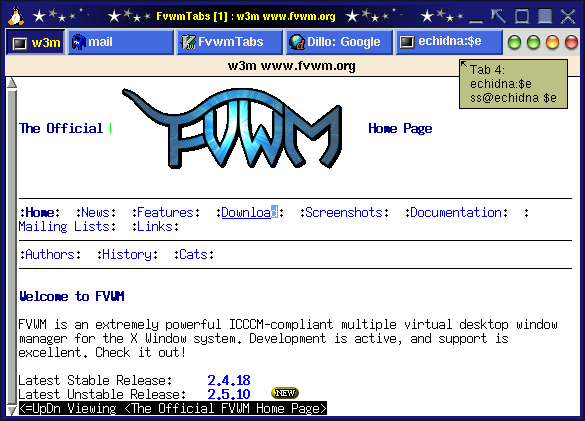 FvwmTabs [1] : w3m www.fvwm.org
w3m
mail
FvwmTabs
Dillo: Google
echidna:$e
w3m www.fvwm.org
Tab 4:
echidna:$e
ss@echidna $e
The Official FVWM Home Page
:Home: :News: :Features: :Download: :Screenshots: :Documentation: :
Mailing Lists: :Links:
:Authors: :History: :Cats:
Welcome to FVWM
FVWM is an extremely powerful ICCCM-compliant multiple virtual desktop window
manager for the X Window system. Development is active, and support is
excellent. Check it out!
Latest Stable Release: 2.4.18
Latest Unstable Release: 2.5.10 NEW
<=UpDn Viewing <The Official FVWM Home Page>